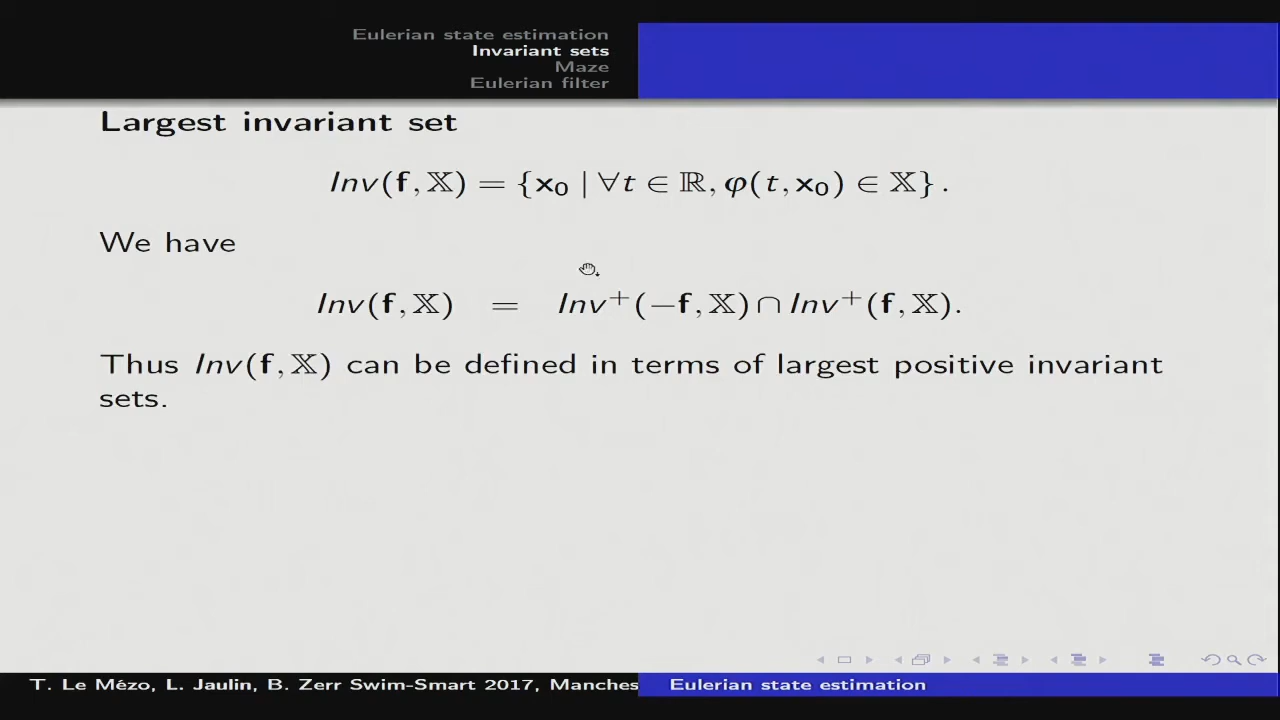 Eulerian state estimation
Invariant sets
Maze
Eulerian filter
Largest invariant set
Inv(f, 𝕏) = {x₀ | ∀t ∈ ℝ, φ(t, x₀) ∈ 𝕏} .
We have
Inv(f, 𝕏) = Inv⁺(−f, 𝕏) ∩ Inv⁺(f, 𝕏).
Thus Inv(f, 𝕏) can be defined in terms of largest positive invariant
sets.
T. Le Mézo, L. Jaulin, B. Zerr Swim-Smart 2017, Manches
Eulerian state estimation